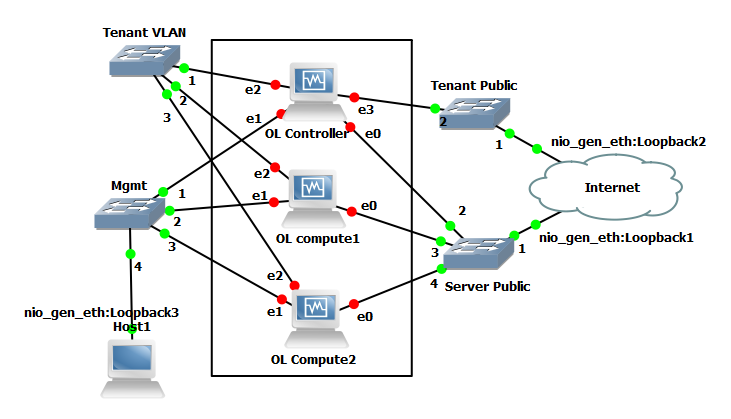 Tenant VLAN
1
2
3
e2
e1
OL Controller
e3
e0
Tenant Public
2
1
nio_gen_eth:Loopback2
Internet
nio_gen_eth:Loopback1
Mgmt
1
2
3
4
e2
e1
e0
OL compute1
2
3
4
1
Server Public
e2
e1
e0
OL Compute2
nio_gen_eth:Loopback3
Host1